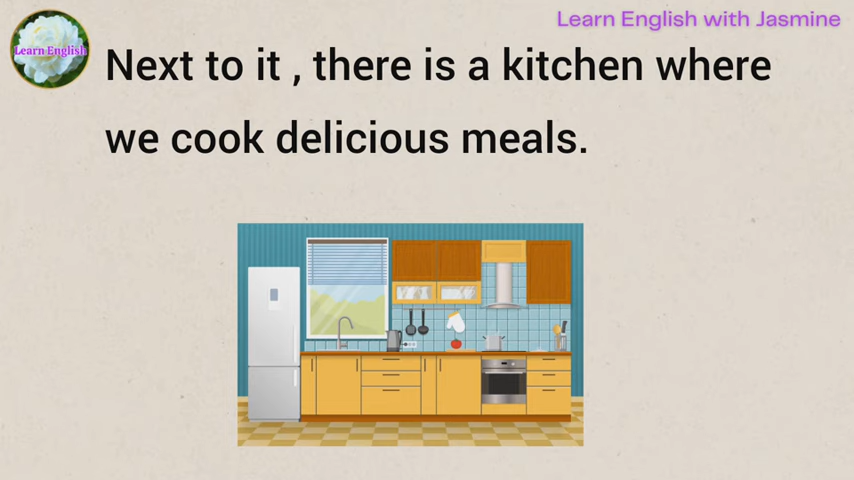 Learn English with Jasmine
Learn English
Next to it , there is a kitchen where
we cook delicious meals.